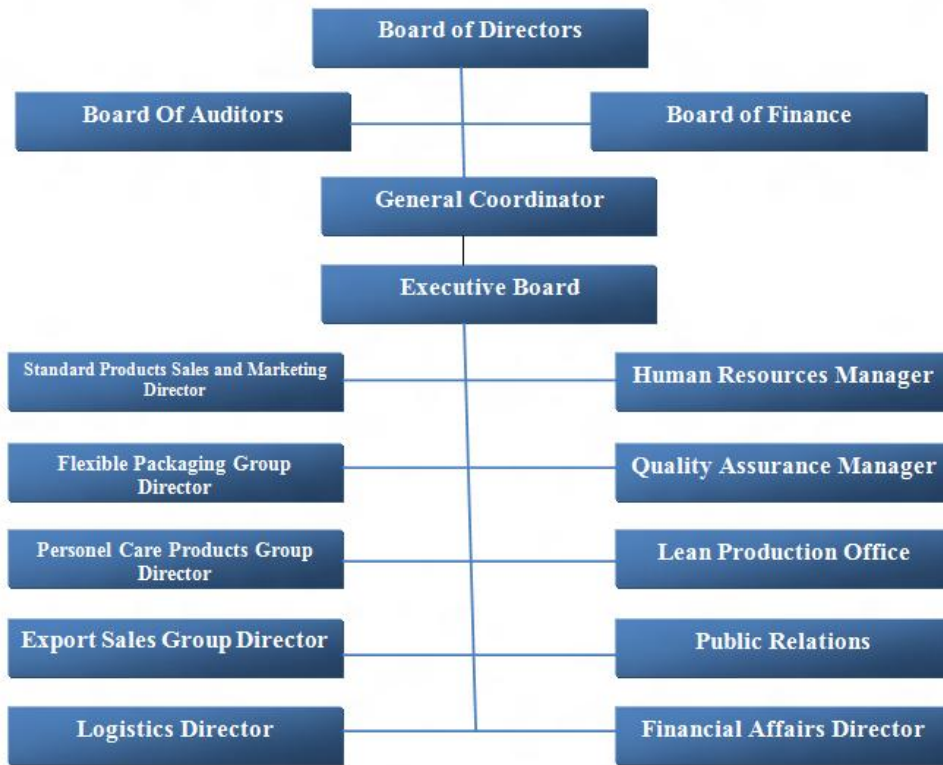 Board of Directors
Board Of Auditors
Board of Finance
General Coordinator
Executive Board
Standard Products Sales and Marketing
Director
Human Resources Manager
Flexible Packaging Group
Director
Quality Assurance Manager
Personel Care Products Group
Director
Lean Production Office
Export Sales Group Director
Public Relations
Logistics Director
Financial Affairs Director